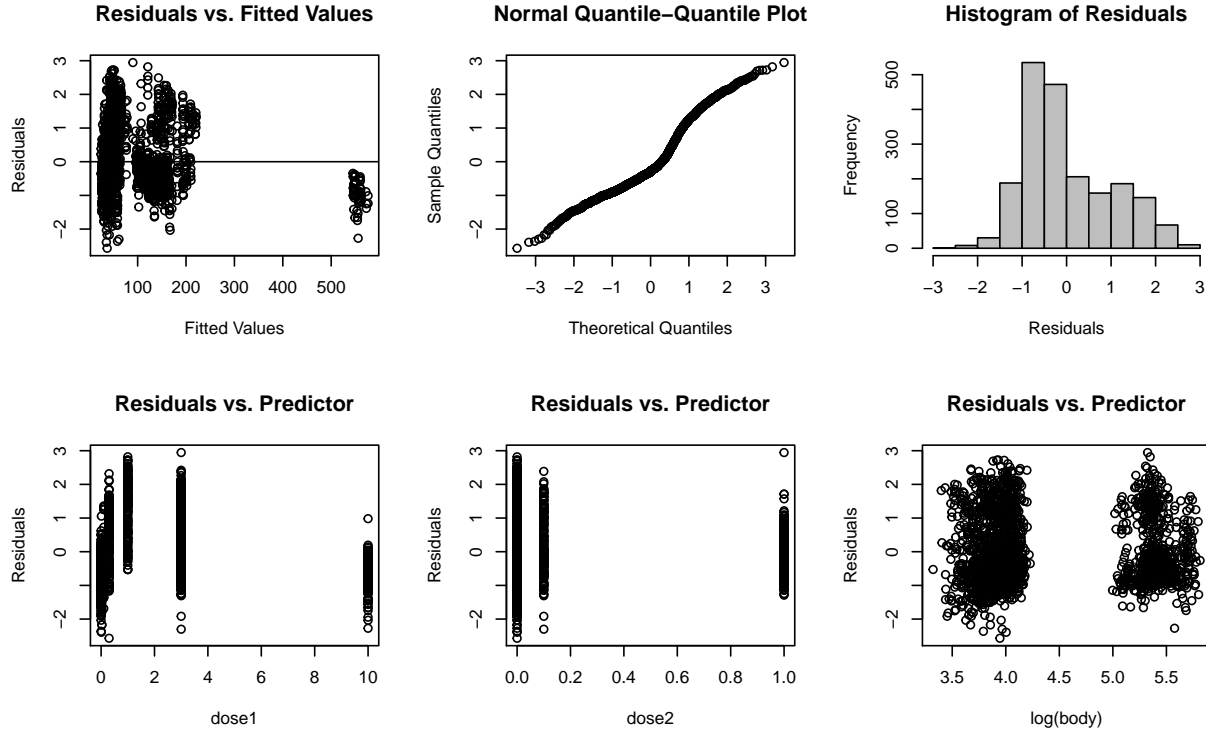 Residuals vs. Fitted Values
Residuals
3
2
1
0
−2
100 200 300 400 500
Fitted Values
Normal Quantile−Quantile Plot
Sample Quantiles
3
2
1
0
−2
−3 −2 −1 0 1 2 3
Theoretical Quantiles
Histogram of Residuals
Frequency
500
300
100
0
−3 −2 −1 0 1 2 3
Residuals
Residuals vs. Predictor
Residuals
3
2
1
0
−2
0 2 4 6 8 10
dose1
Residuals vs. Predictor
Residuals
3
2
1
0
−2
0.0 0.2 0.4 0.6 0.8 1.0
dose2
Residuals vs. Predictor
Residuals
3
2
1
0
−2
3.5 4.0 4.5 5.0 5.5
log(body)